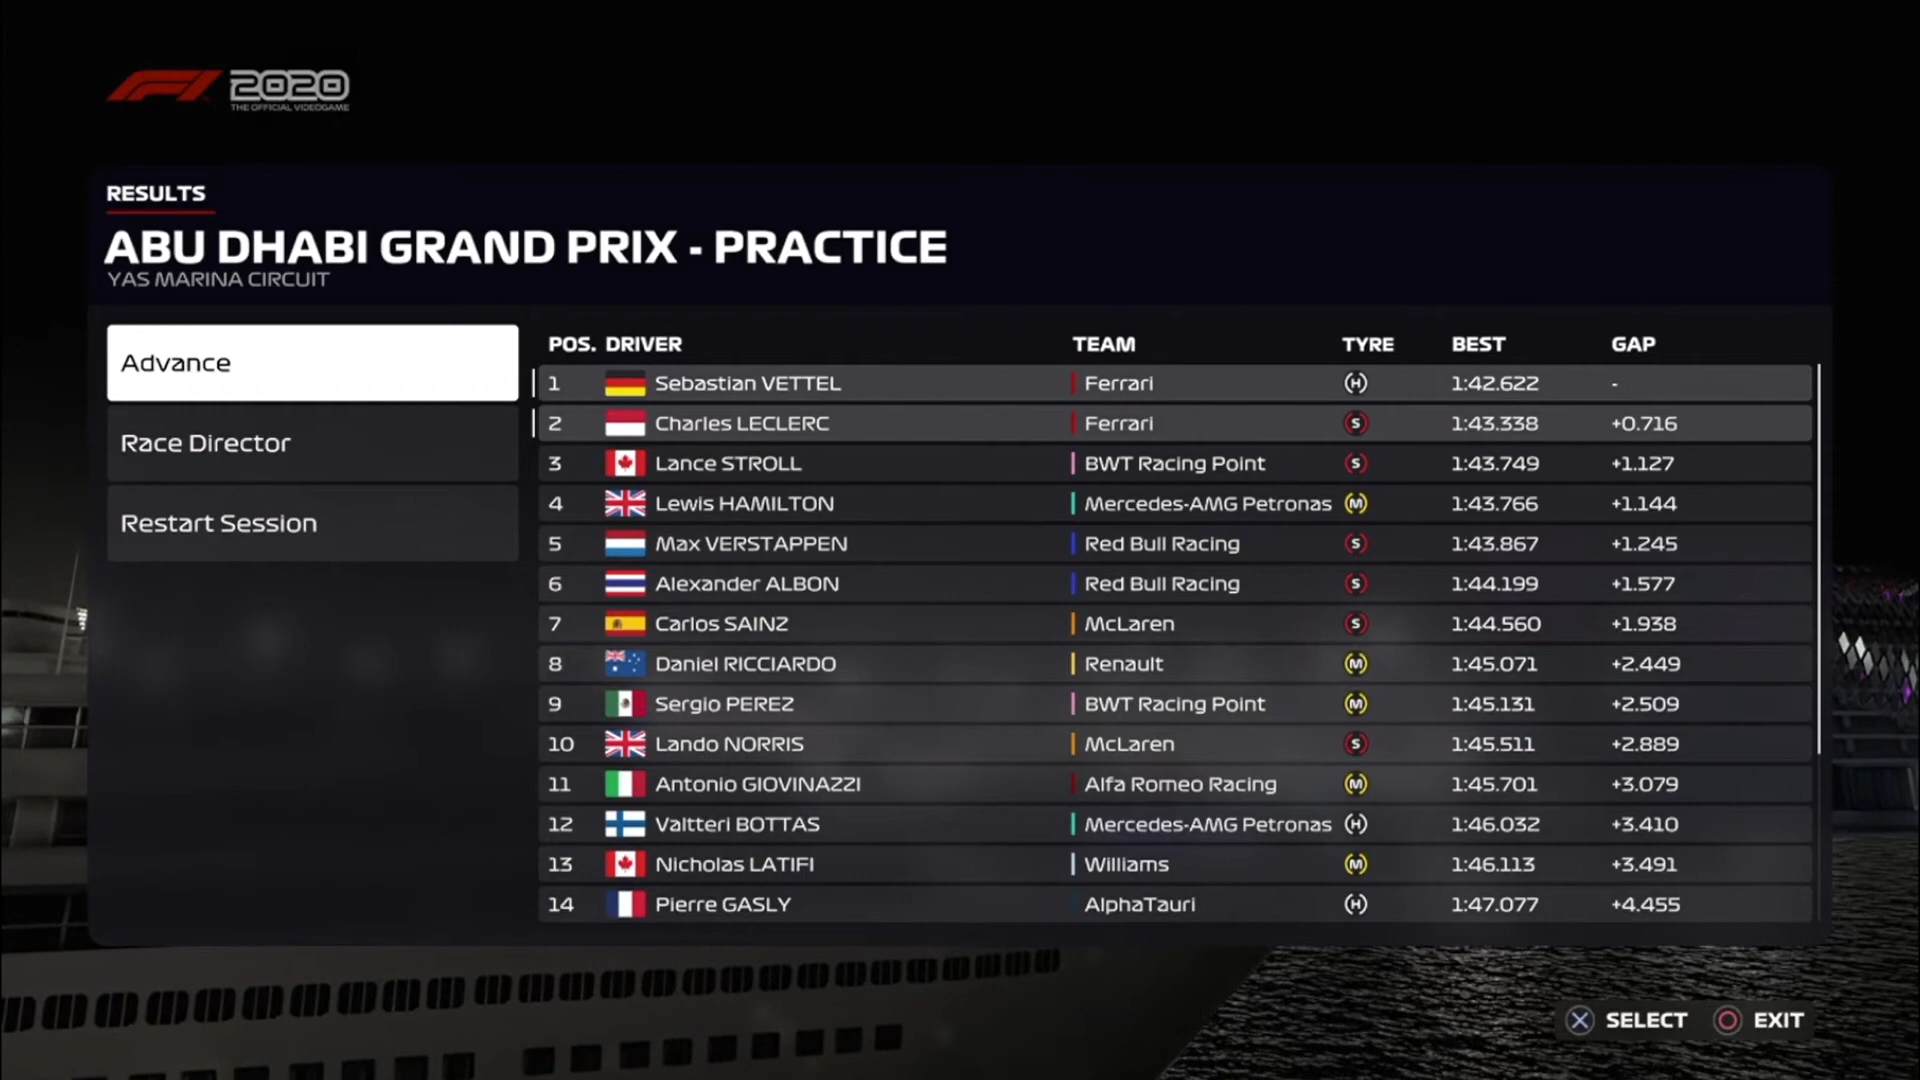 F1 2020
THE OFFICIAL VIDEOGAME
RESULTS
ABU DHABI GRAND PRIX - PRACTICE
YAS MARINA CIRCUIT
Advance
Race Director
Restart Session
POS. DRIVER TEAM TYRE BEST GAP
1 Sebastian VETTEL Ferrari H 1:42.622 -
2 Charles LECLERC Ferrari S 1:43.338 +0.716
3 Lance STROLL BWT Racing Point S 1:43.749 +1.127
4 Lewis HAMILTON Mercedes-AMG Petronas M 1:43.766 +1.144
5 Max VERSTAPPEN Red Bull Racing S 1:43.867 +1.245
6 Alexander ALBON Red Bull Racing S 1:44.199 +1.577
7 Carlos SAINZ McLaren S 1:44.560 +1.938
8 Daniel RICCIARDO Renault M 1:45.071 +2.449
9 Sergio PEREZ BWT Racing Point M 1:45.131 +2.509
10 Lando NORRIS McLaren S 1:45.511 +2.889
11 Antonio GIOVINAZZI Alfa Romeo Racing M 1:45.701 +3.079
12 Valtteri BOTTAS Mercedes-AMG Petronas H 1:46.032 +3.410
13 Nicholas LATIFI Williams M 1:46.113 +3.491
14 Pierre GASLY AlphaTauri H 1:47.077 +4.455
SELECT EXIT